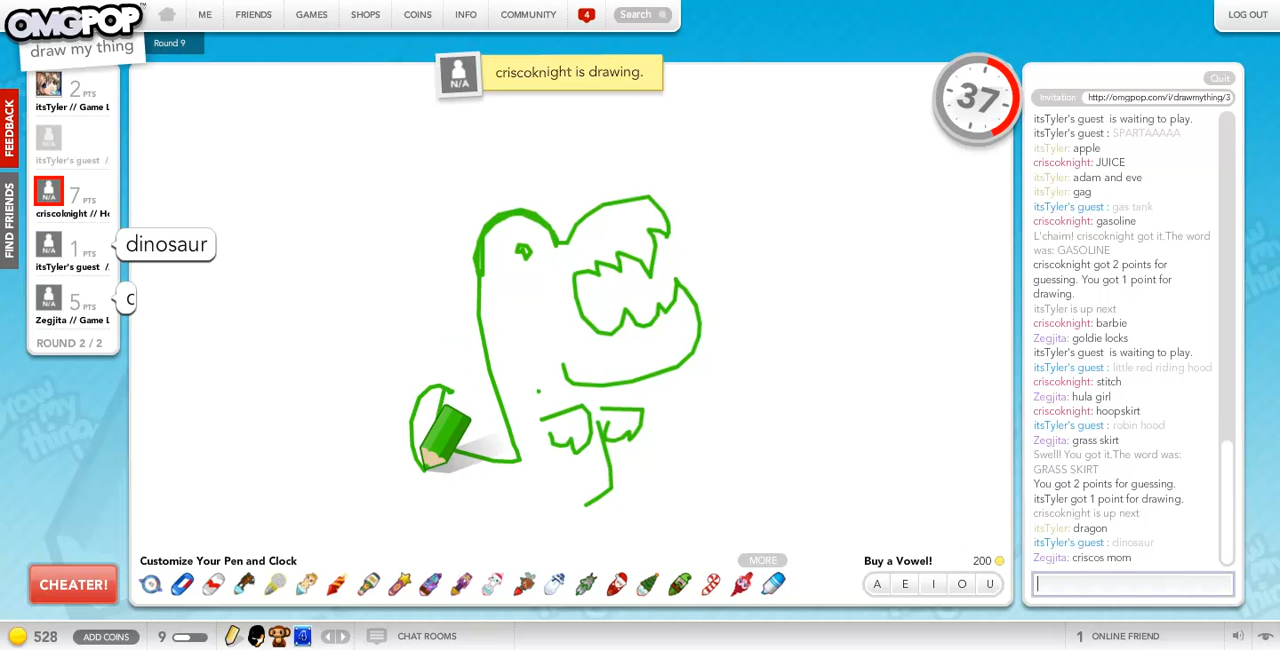 OMGPOP™
draw my thing
ME
FRIENDS
GAMES
SHOPS
COINS
INFO
COMMUNITY
4
Search
LOG OUT
Round 9
FEEDBACK
FIND FRIENDS
2 PTS
itsTyler // Game L
itsTyler's guest /
N/A
7 PTS
criscoknight // Ho
N/A
1 PTS
itsTyler's guest /
dinosaur
N/A
5 PTS
Zegjita // Game L
c
ROUND 2 / 2
N/A
criscoknight is drawing.
37
Quit
Invitation http://omgpop.com/i/drawmything/3
itsTyler's guest is waiting to play.
itsTyler's guest : SPARTAAAAA
itsTyler: apple
criscoknight: JUICE
itsTyler: adam and eve
itsTyler: gag
itsTyler's guest : gas tank
criscoknight: gasoline
L'chaim! criscoknight got it.The word
was: GASOLINE
criscoknight got 2 points for
guessing. You got 1 point for
drawing.
itsTyler is up next
criscoknight: barbie
Zegjita: goldie locks
itsTyler's guest is waiting to play.
itsTyler's guest : little red riding hood
criscoknight: stitch
Zegjita: hula girl
criscoknight: hoopskirt
itsTyler's guest : robin hood
Zegjita: grass skirt
Swell! You got it.The word was:
GRASS SKIRT
You got 2 points for guessing.
itsTyler got 1 point for drawing.
criscoknight is up next
itsTyler: dragon
itsTyler's guest : dinosaur
Zegjita: criscos mom
Customize Your Pen and Clock
MORE
Buy a Vowel!
200
A E I O U
CHEATER!
528
ADD COINS
9
4
CHAT ROOMS
1 ONLINE FRIEND